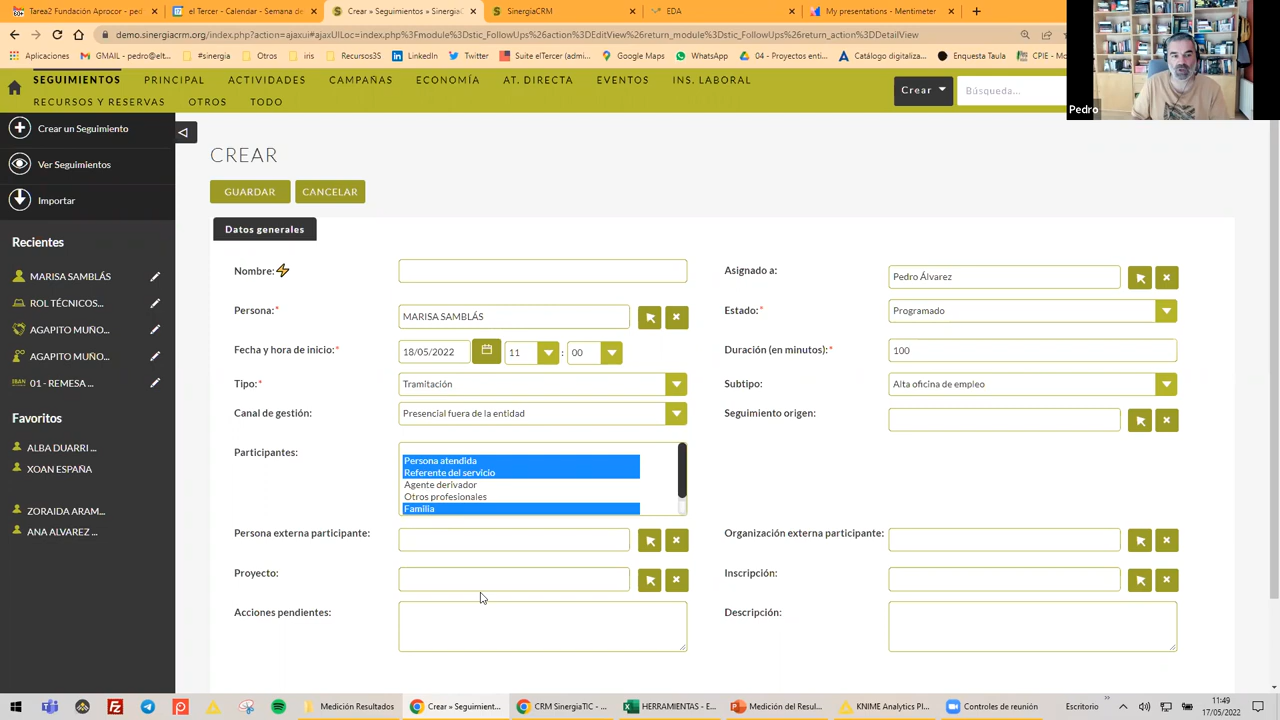 Tarea2 Fundación Aprocor - ped
el Tercer - Calendar - Semana de
Crear » Seguimientos » SinergiaC
SinergiaCRM
EDA
My presentations - Mentimeter
demo.sinergiacrm.org/index.php?action=ajaxui#ajaxUILoc=index.php%3Fmodule%3Dstic_FollowUps%26action%3DEditView%26return_module%3Dstic_FollowUps%26return_action%3DDetailView
Aplicaciones
GMAIL - pedro@elt...
#sinergia
Otros
iris
Recursos3S
LinkedIn
Twitter
Suite el tercer (admi...
Google Maps
WhatsApp
04 - Proyectos enti...
Catálogo digitaliza...
Enquesta Taula
CPIE - M
SEGUIMIENTOS PRINCIPAL ACTIVIDADES CAMPAÑAS ECONOMÍA AT. DIRECTA EVENTOS INS. LABORAL
RECURSOS Y RESERVAS OTROS TODO
Crear
Búsqueda...
Pedro
Crear un Seguimiento
Ver Seguimientos
Importar
Recientes
MARISA SAMBLÁS
ROL TÉCNICOS...
AGAPITO MUÑO...
AGAPITO MUÑO...
IBAN 01 - REMESA ...
Favoritos
ALBA DUARRI ...
XOAN ESPAÑA
ZORAIDA ARAM...
ANA ALVAREZ ...
CREAR
GUARDAR CANCELAR
Datos generales
Nombre:
Asignado a: Pedro Álvarez
Persona:* MARISA SAMBLÁS
Estado:* Programado
Fecha y hora de inicio:* 18/05/2022 11 : 00
Duración (en minutos):* 100
Tipo:* Tramitación
Subtipo: Alta oficina de empleo
Canal de gestión: Presencial fuera de la entidad
Seguimiento origen:
Participantes:
Persona atendida
Referente del servicio
Agente derivador
Otros profesionales
Familia
Persona externa participante:
Organización externa participante:
Proyecto:
Inscripción:
Acciones pendientes:
Descripción:
Medición Resultados
Crear » Seguimient...
CRM SinergiaTIC - ...
HERRAMIENTAS - E...
Medición del Resul...
KNIME Analytics Pl...
Controles de reunión
Escritorio
11:49
17/05/2022